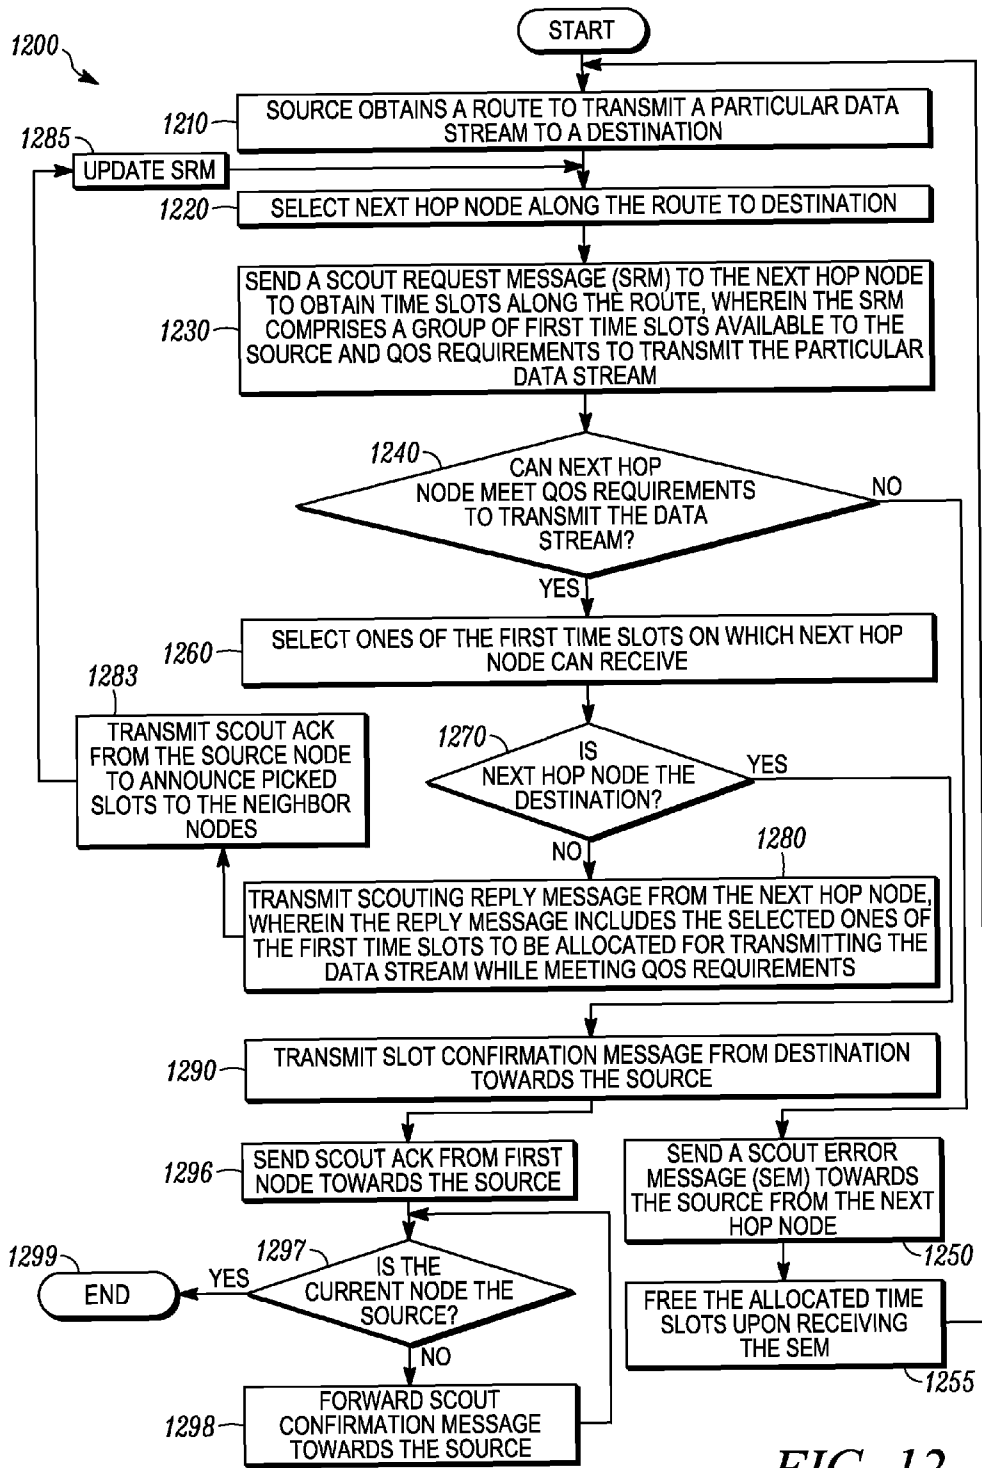 START
1200
1210
SOURCE OBTAINS A ROUTE TO TRANSMIT A PARTICULAR DATA
STREAM TO A DESTINATION
1285
UPDATE SRM
1220
SELECT NEXT HOP NODE ALONG THE ROUTE TO DESTINATION
1230
SEND A SCOUT REQUEST MESSAGE (SRM) TO THE NEXT HOP NODE
TO OBTAIN TIME SLOTS ALONG THE ROUTE, WHEREIN THE SRM
COMPRISES A GROUP OF FIRST TIME SLOTS AVAILABLE TO THE
SOURCE AND QOS REQUIREMENTS TO TRANSMIT THE PARTICULAR
DATA STREAM
1240
CAN NEXT HOP
NODE MEET QOS REQUIREMENTS
TO TRANSMIT THE DATA
STREAM?
NO
YES
1260
SELECT ONES OF THE FIRST TIME SLOTS ON WHICH NEXT HOP
NODE CAN RECEIVE
1283
TRANSMIT SCOUT ACK
FROM THE SOURCE NODE
TO ANNOUNCE PICKED
SLOTS TO THE NEIGHBOR
NODES
1270
IS
NEXT HOP NODE THE
DESTINATION?
YES
NO
1280
TRANSMIT SCOUTING REPLY MESSAGE FROM THE NEXT HOP NODE,
WHEREIN THE REPLY MESSAGE INCLUDES THE SELECTED ONES OF
THE FIRST TIME SLOTS TO BE ALLOCATED FOR TRANSMITTING THE
DATA STREAM WHILE MEETING QOS REQUIREMENTS
1290
TRANSMIT SLOT CONFIRMATION MESSAGE FROM DESTINATION
TOWARDS THE SOURCE
1296
SEND SCOUT ACK FROM FIRST
NODE TOWARDS THE SOURCE
SEND A SCOUT ERROR
MESSAGE (SEM) TOWARDS
THE SOURCE FROM THE NEXT
HOP NODE
1250
1299
END
YES
1297
IS THE
CURRENT NODE THE
SOURCE?
NO
FREE THE ALLOCATED TIME
SLOTS UPON RECEIVING
THE SEM
1255
1298
FORWARD SCOUT
CONFIRMATION MESSAGE
TOWARDS THE SOURCE
FIG. 12